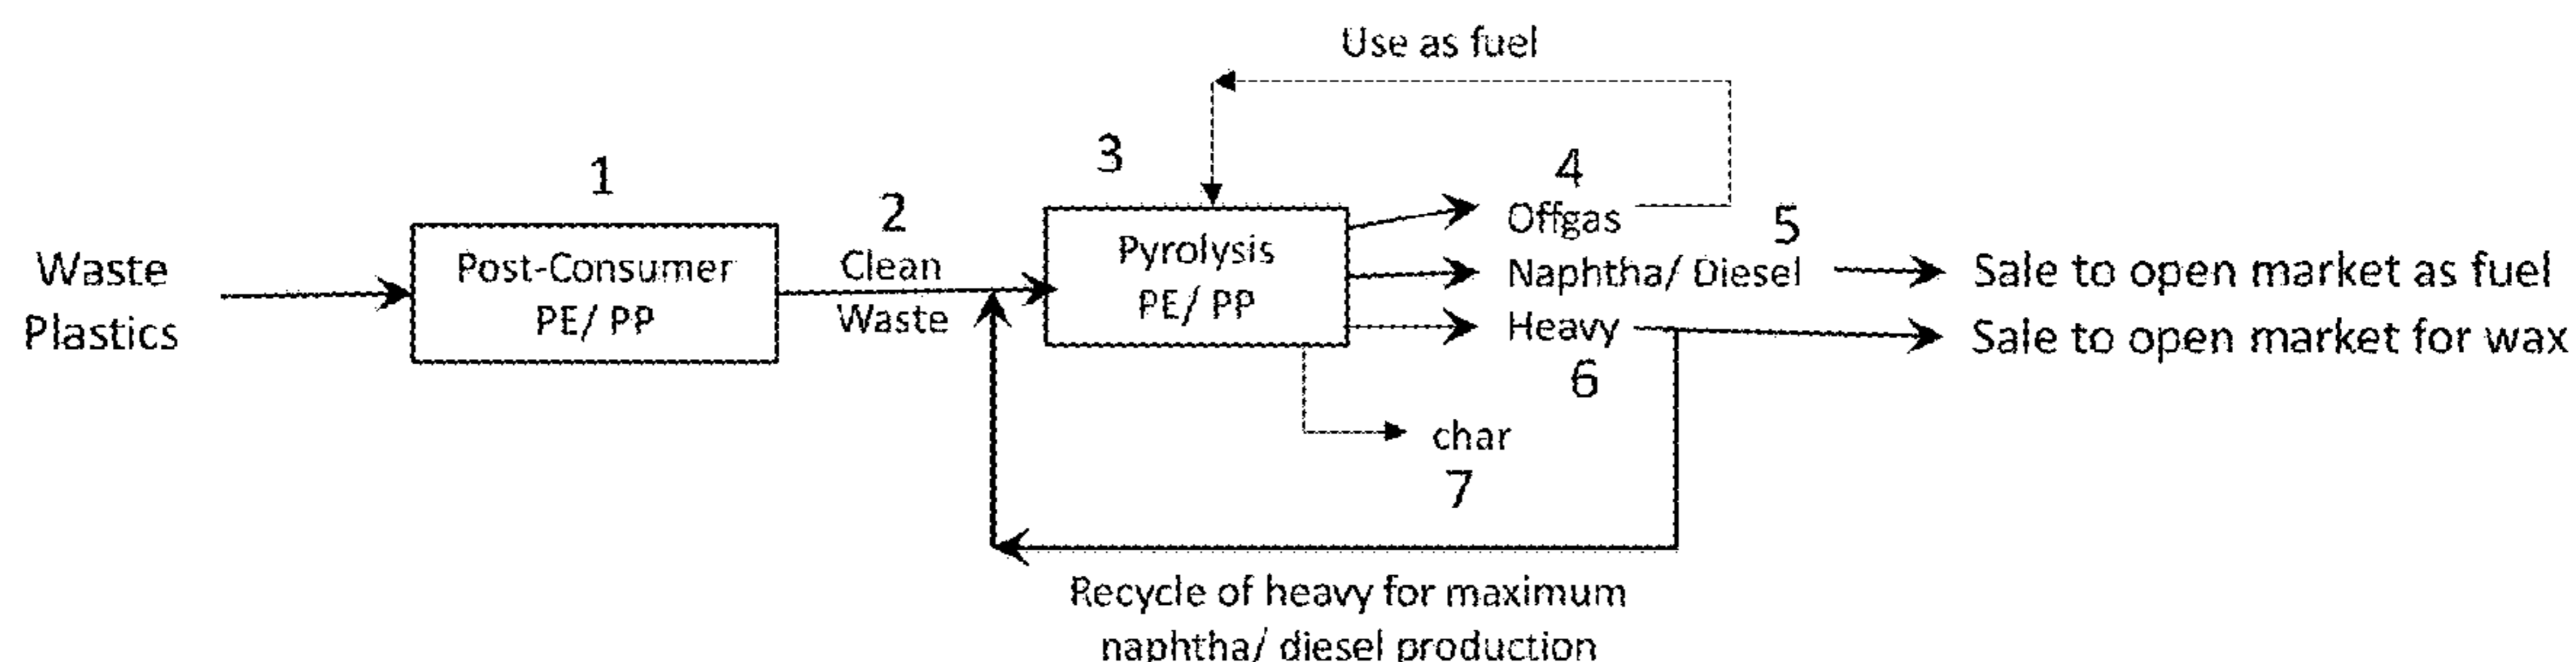 Use as fuel
1
2
3
4
5
Waste
Plastics
Post-Consumer
PE/ PP
Clean
Waste
Pyrolysis
PE/ PP
Offgas
Naphtha/ Diesel
Heavy
6
Sale to open market as fuel
Sale to open market for wax
char
7
Recycle of heavy for maximum
naphtha/ diesel production